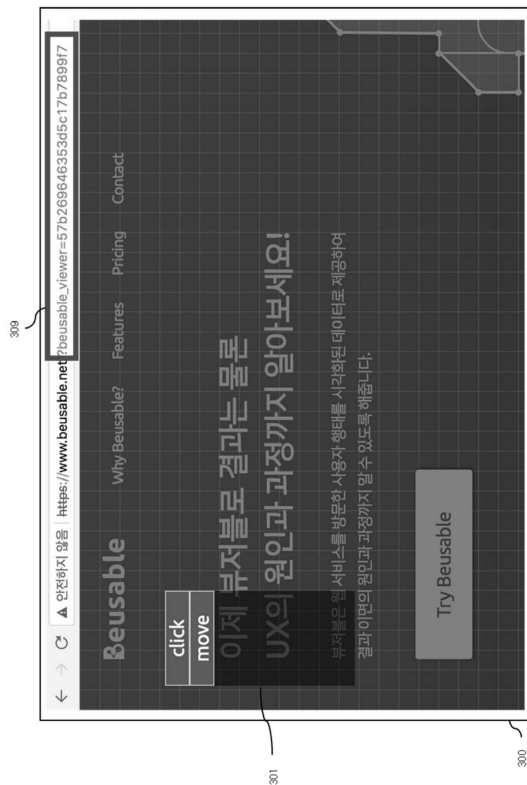 309
안전하지 않음 | https://www.beusable.net/?beusable_viewer=57b269646353d5c17b7899f7
Beusable
Why Beusable?
Features
Pricing
Contact
click
move
이제 뷰저블로 결과는 물론
UX의 원인과 과정까지 알아보세요!
뷰저블은 웹 서비스를 방문한 사용자 행태를 시각화된 데이터로 제공하여
결과 이면의 원인과 과정까지 알 수 있도록 해줍니다.
Try Beusable
301
300